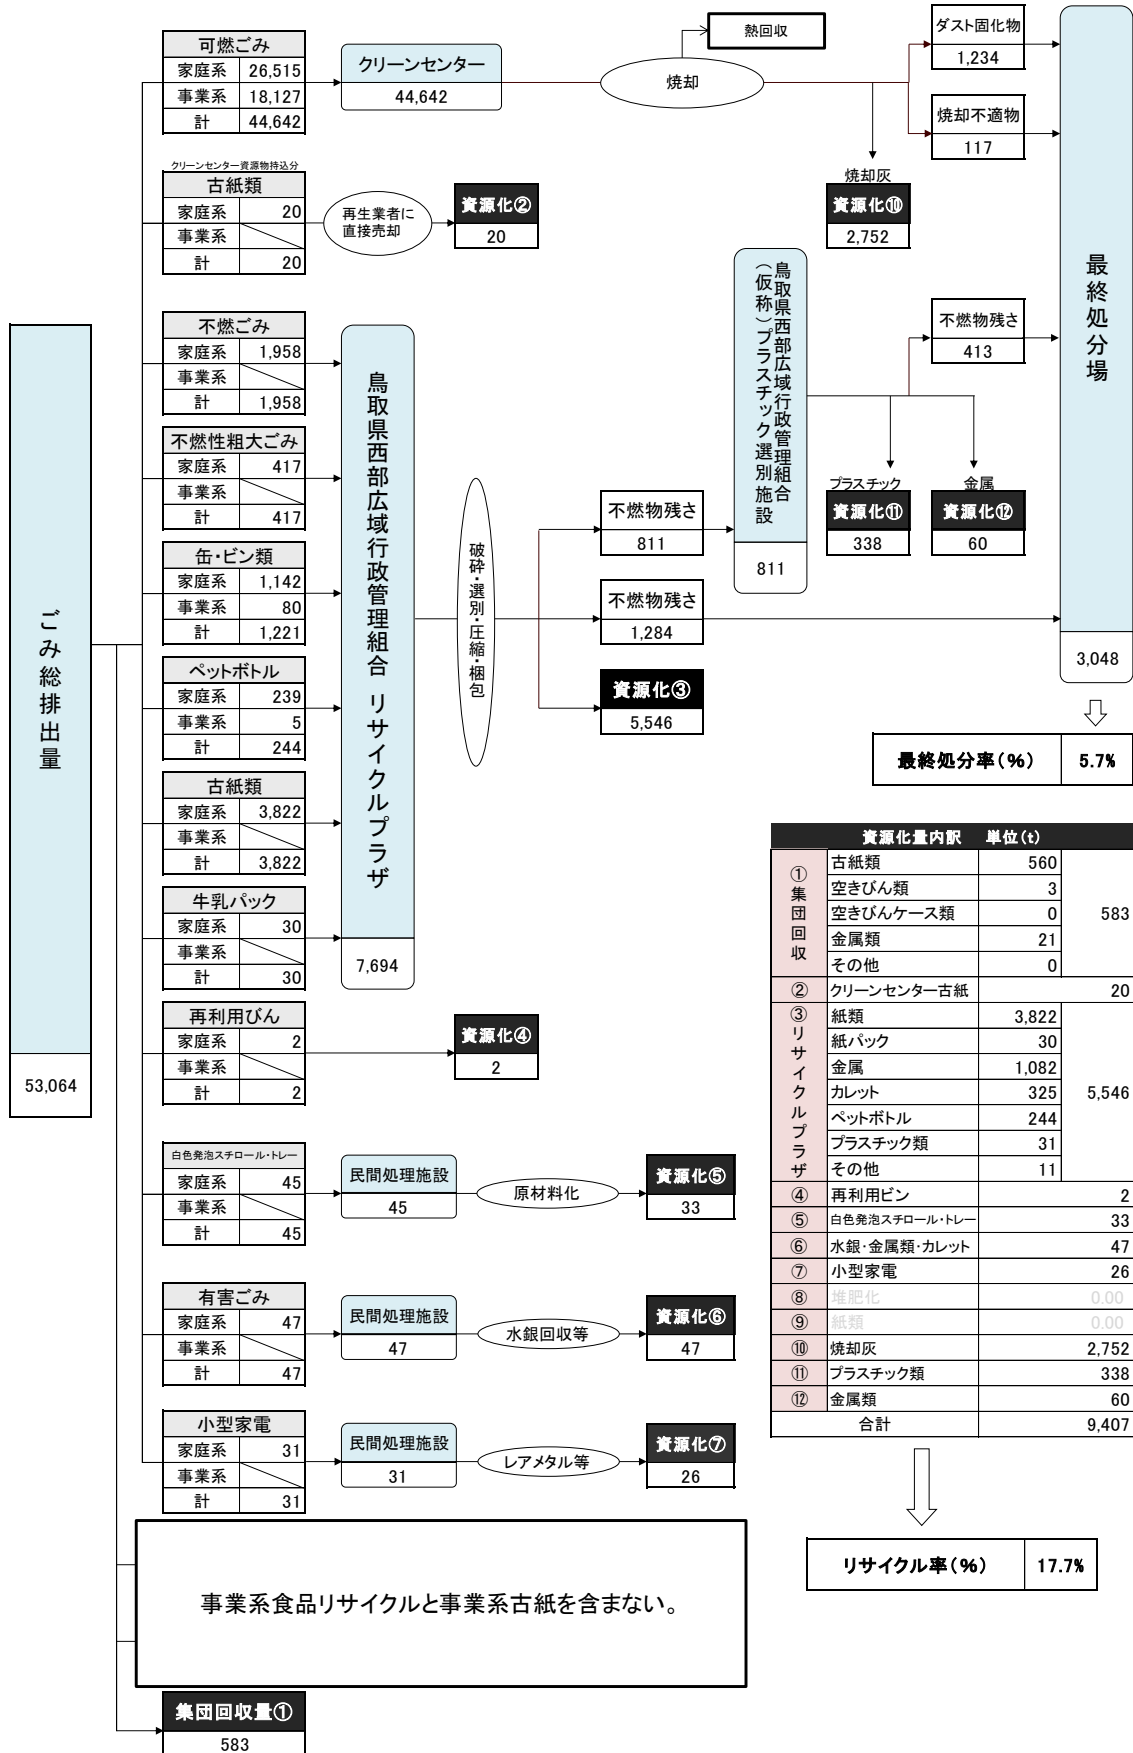 ごみ総排出量
53,064
可燃ごみ
家庭系 26,515
事業系 18,127
計 44,642
クリーンセンター
44,642
焼却
熱回収
ダスト固化物
1,234
焼却不適物
117
焼却灰
資源化⑩
2,752
クリーンセンター資源物持込分
古紙類
家庭系 20
事業系
計 20
再生業者に
直接売却
資源化②
20
不燃ごみ
家庭系 1,958
事業系
計 1,958
不燃性粗大ごみ
家庭系 417
事業系
計 417
缶・ビン類
家庭系 1,142
事業系 80
計 1,221
ペットボトル
家庭系 239
事業系 5
計 244
古紙類
家庭系 3,822
事業系
計 3,822
牛乳パック
家庭系 30
事業系
計 30
鳥取県西部広域行政管理組合 リサイクルプラザ
7,694
破砕・選別・圧縮・梱包
不燃物残さ
811
不燃物残さ
1,284
資源化③
5,546
鳥取県西部広域行政管理組合
(仮称)プラスチック選別施設
811
不燃物残さ
413
プラスチック
資源化⑪
338
金属
資源化⑫
60
最終処分場
3,048
最終処分率(%) 5.7%
再利用びん
家庭系 2
事業系
計 2
資源化④
2
白色発泡スチロール・トレー
家庭系 45
事業系
計 45
民間処理施設
45
原材料化
資源化⑤
33
有害ごみ
家庭系 47
事業系
計 47
民間処理施設
47
水銀回収等
資源化⑥
47
小型家電
家庭系 31
事業系
計 31
民間処理施設
31
レアメタル等
資源化⑦
26
事業系食品リサイクルと事業系古紙を含まない。
集団回収量①
583
資源化量内訳 単位(t)
①集団回収
古紙類 560
空きびん類 3
空きびんケース類 0
金属類 21
その他 0
583
② クリーンセンター古紙 20
③リサイクルプラザ
紙類 3,822
紙パック 30
金属 1,082
カレット 325
ペットボトル 244
プラスチック類 31
その他 11
5,546
④ 再利用ビン 2
⑤ 白色発泡スチロール・トレー 33
⑥ 水銀・金属類・カレット 47
⑦ 小型家電 26
⑧ 堆肥化 0.00
⑨ 紙類 0.00
⑩ 焼却灰 2,752
⑪ プラスチック類 338
⑫ 金属類 60
合計 9,407
リサイクル率(%) 17.7%